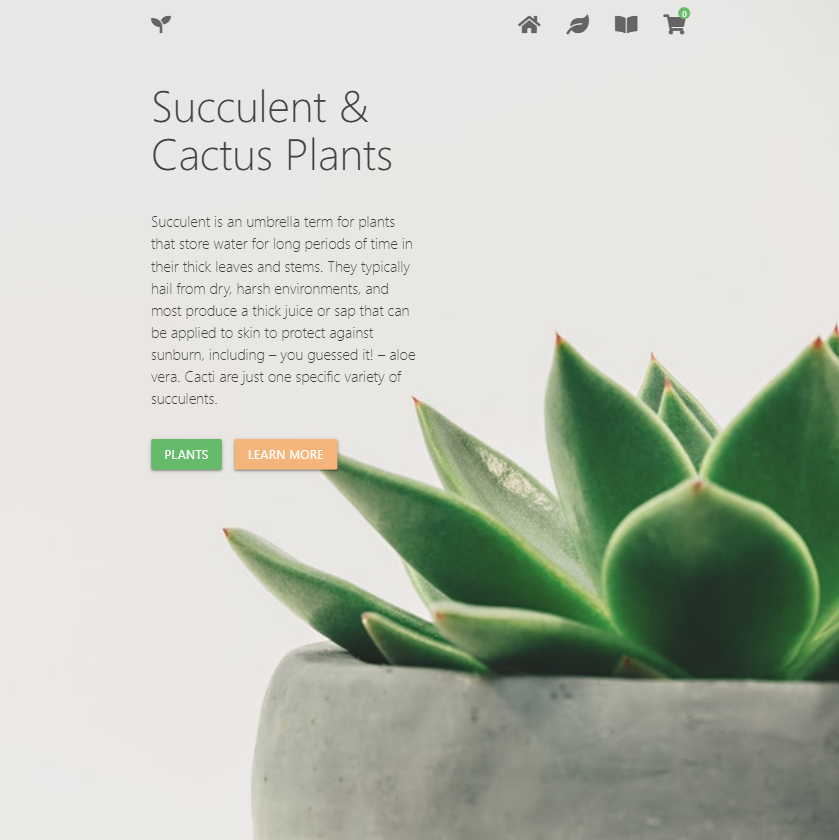 0
Succulent &
Cactus Plants
Succulent is an umbrella term for plants
that store water for long periods of time in
their thick leaves and stems. They typically
hail from dry, harsh environments, and
most produce a thick juice or sap that can
be applied to skin to protect against
sunburn, including – you guessed it! – aloe
vera. Cacti are just one specific variety of
succulents.
PLANTS LEARN MORE